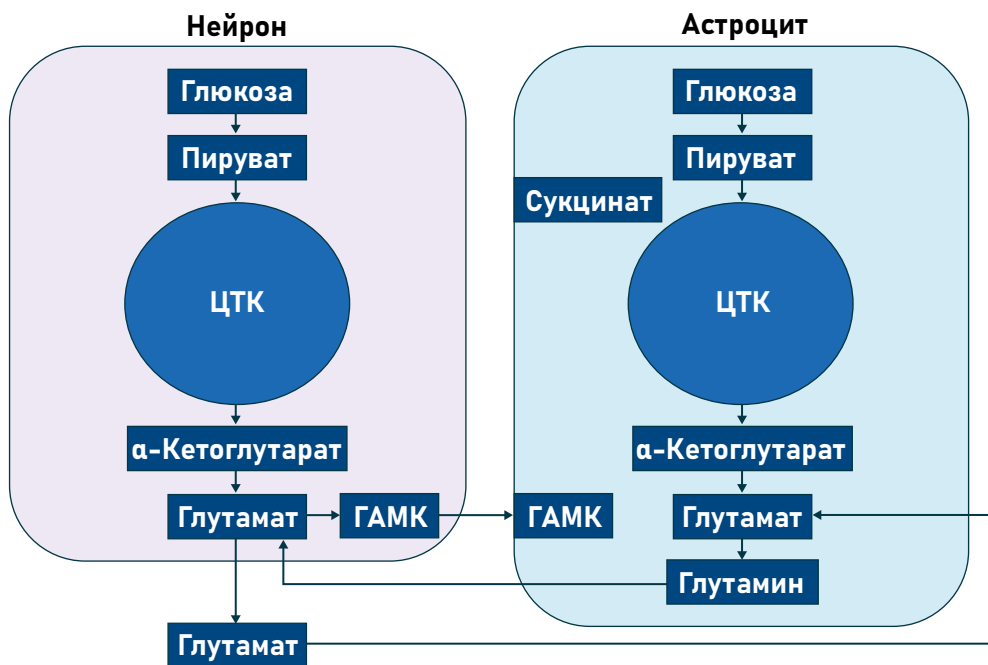 Нейрон
Астроцит
Глюкоза
Глюкоза
Пируват
Пируват
Сукцинат
ЦТК
ЦТК
α-Кетоглутарат
α-Кетоглутарат
Глутамат
ГАМК
ГАМК
Глутамат
Глутамин
Глутамат